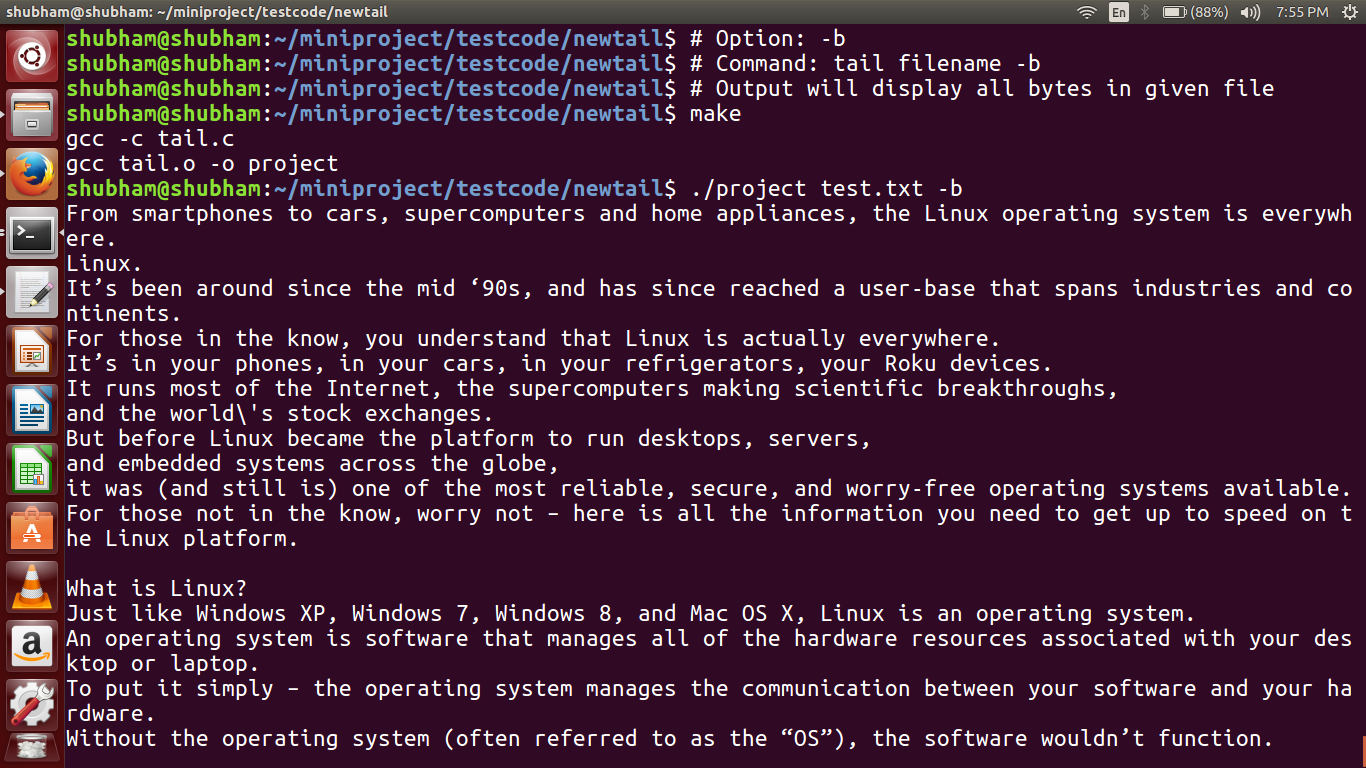 shubham@shubham: ~/miniproject/testcode/newtail En (88%) 7:55 PM
shubham@shubham:~/miniproject/testcode/newtail$ # Option: -b
shubham@shubham:~/miniproject/testcode/newtail$ # Command: tail filename -b
shubham@shubham:~/miniproject/testcode/newtail$ # Output will display all bytes in given file
shubham@shubham:~/miniproject/testcode/newtail$ make
gcc -c tail.c
gcc tail.o -o project
shubham@shubham:~/miniproject/testcode/newtail$ ./project test.txt -b
From smartphones to cars, supercomputers and home appliances, the Linux operating system is everywh
ere.
Linux.
It’s been around since the mid ‘90s, and has since reached a user-base that spans industries and co
ntinents.
For those in the know, you understand that Linux is actually everywhere.
It’s in your phones, in your cars, in your refrigerators, your Roku devices.
It runs most of the Internet, the supercomputers making scientific breakthroughs,
and the world\'s stock exchanges.
But before Linux became the platform to run desktops, servers,
and embedded systems across the globe,
it was (and still is) one of the most reliable, secure, and worry-free operating systems available.
For those not in the know, worry not – here is all the information you need to get up to speed on t
he Linux platform.

What is Linux?
Just like Windows XP, Windows 7, Windows 8, and Mac OS X, Linux is an operating system.
An operating system is software that manages all of the hardware resources associated with your des
ktop or laptop.
To put it simply – the operating system manages the communication between your software and your ha
rdware.
Without the operating system (often referred to as the “OS”), the software wouldn’t function.